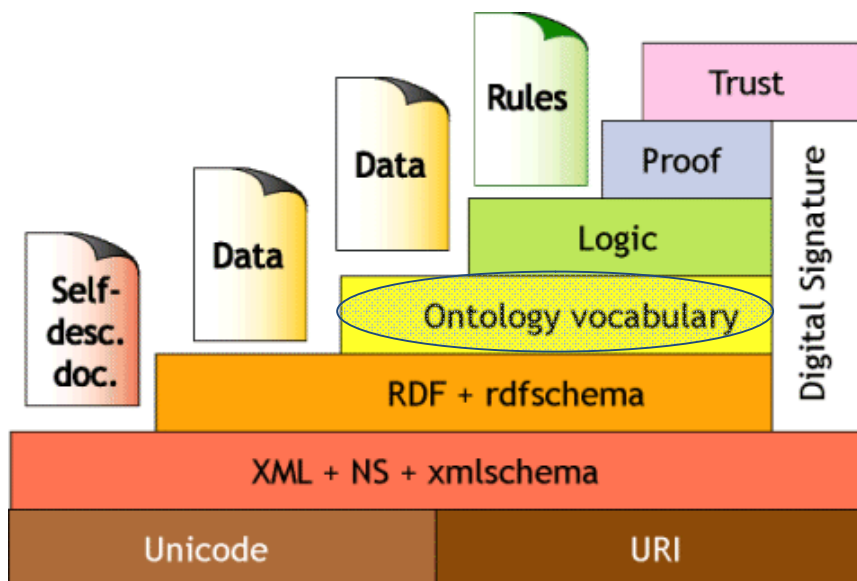 Rules
Trust
Data
Proof
Data
Logic
Self-
desc.
doc.
Ontology vocabulary
Digital Signature
RDF + rdfschema
XML + NS + xmlschema
Unicode
URI